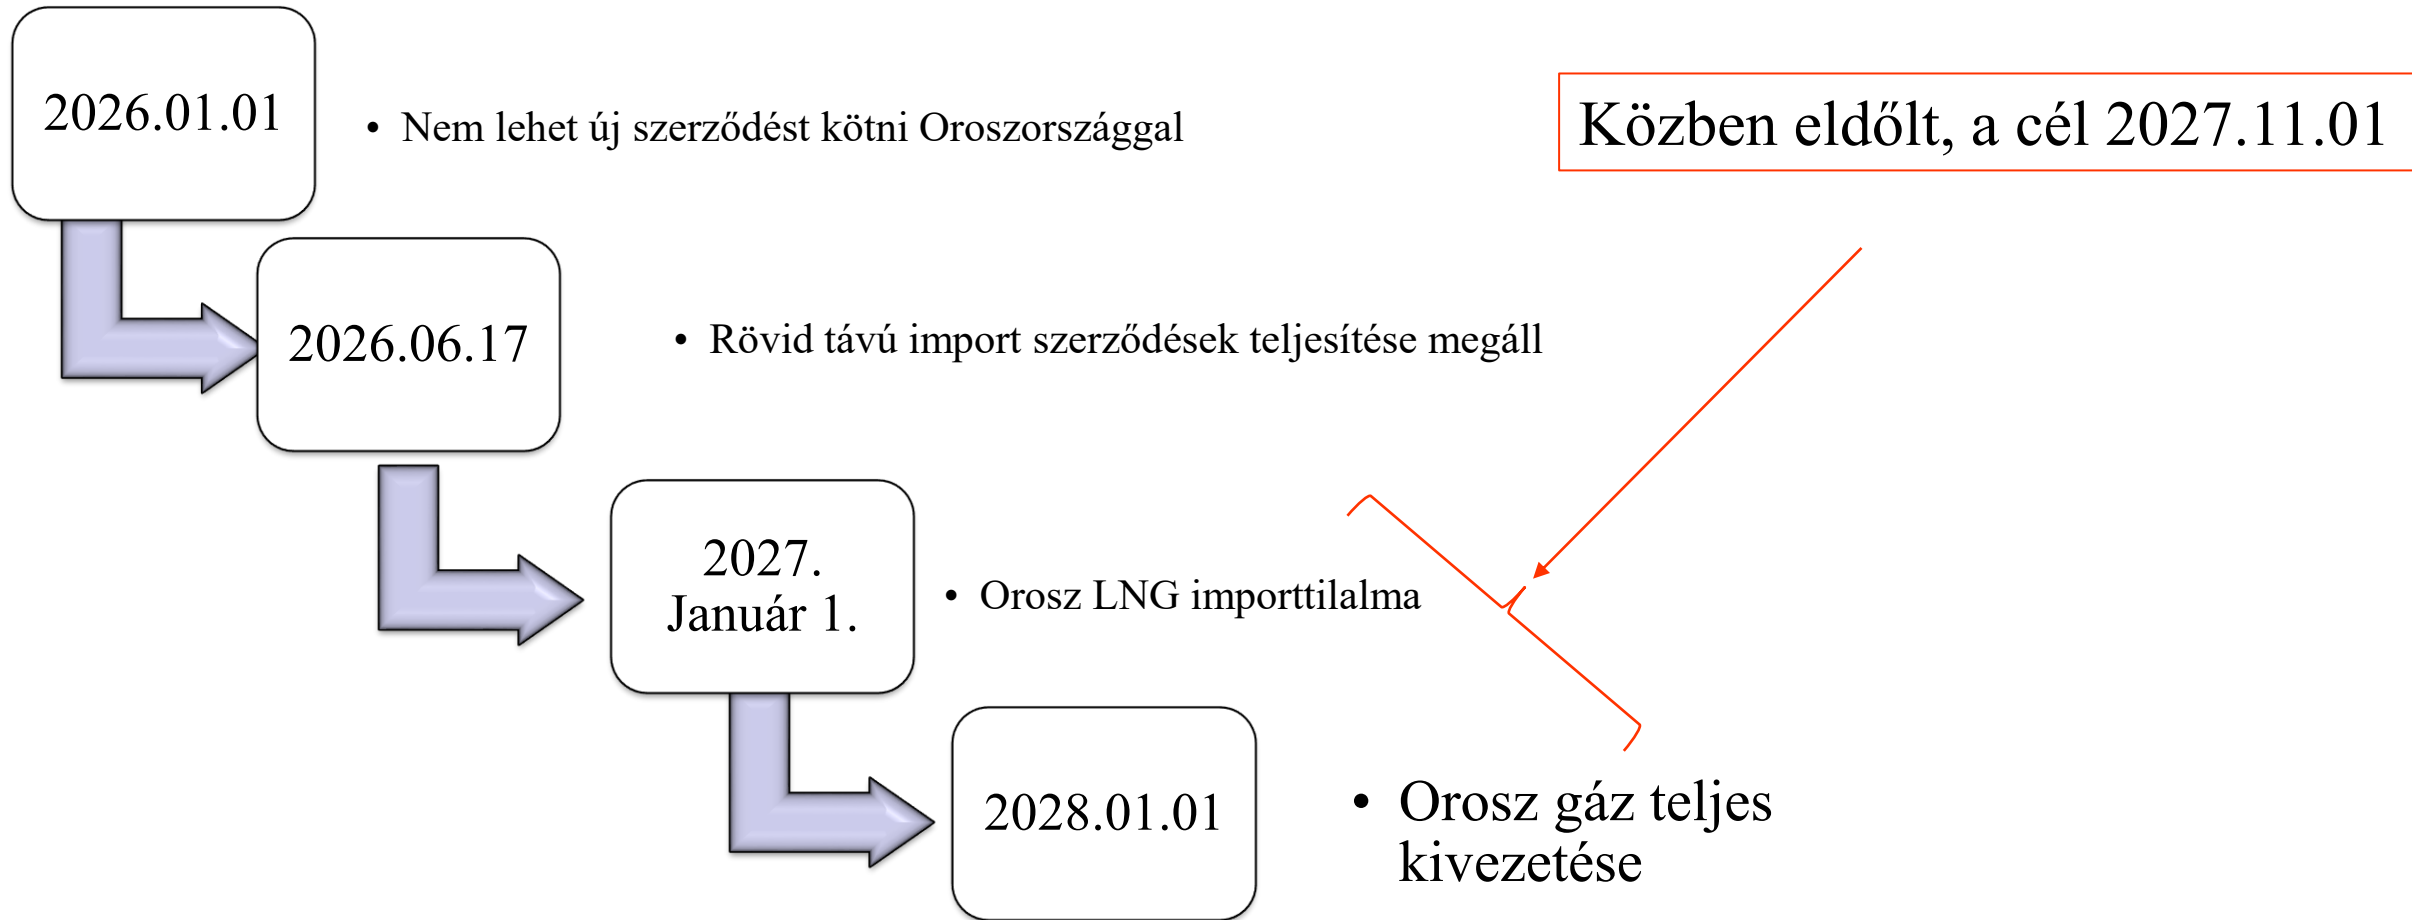 2026.01.01
• Nem lehet új szerződést kötni Oroszországgal
Közben eldőlt, a cél 2027.11.01
2026.06.17
• Rövid távú import szerződések teljesítése megáll
2027.
Január 1.
• Orosz LNG importtilalma
2028.01.01
• Orosz gáz teljes
kivezetése